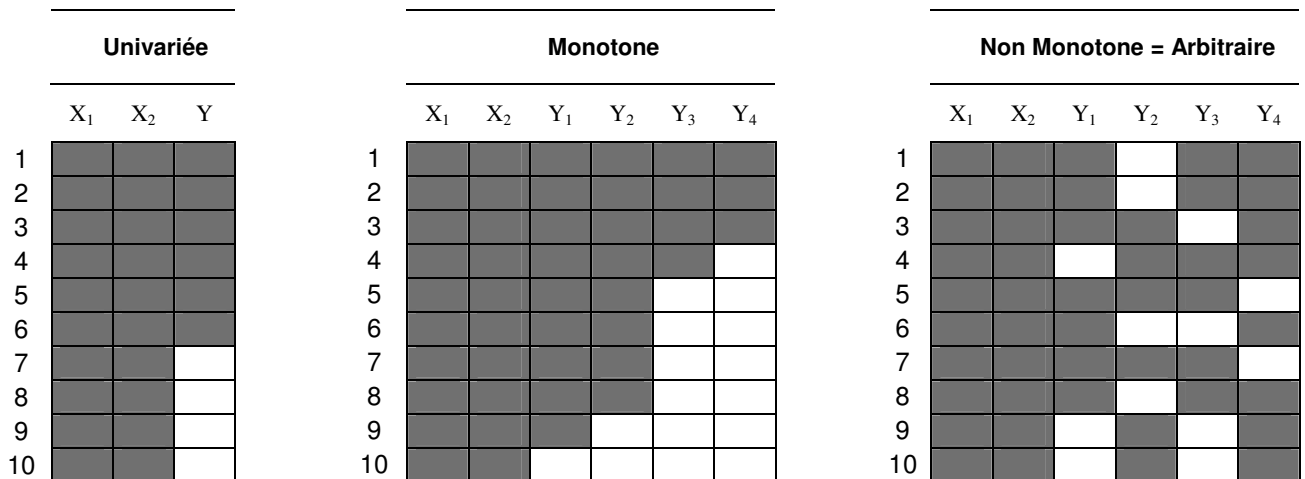 Univariée Monotone Non Monotone = Arbitraire
X₁ X₂ Y X₁ X₂ Y₁ Y₂ Y₃ Y₄ X₁ X₂ Y₁ Y₂ Y₃ Y₄
1 1 1
2 2 2
3 3 3
4 4 4
5 5 5
6 6 6
7 7 7
8 8 8
9 9 9
10 10 10